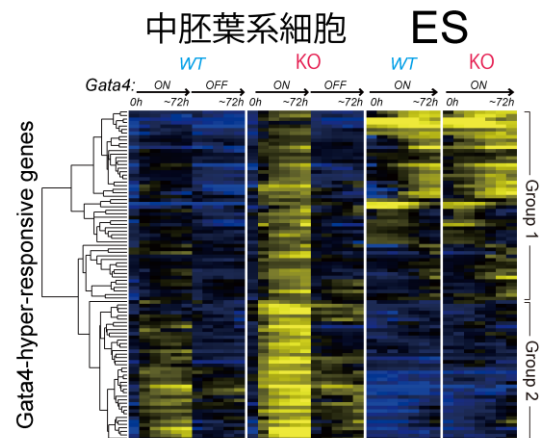 中胚葉系細胞 ES
WT KO WT KO
Gata4: ON OFF ON OFF ON ON
0h ~72h ~72h 0h ~72h ~72h 0h ~72h 0h ~72h
Gata4-hyper-responsive genes
Group 1
Group 2